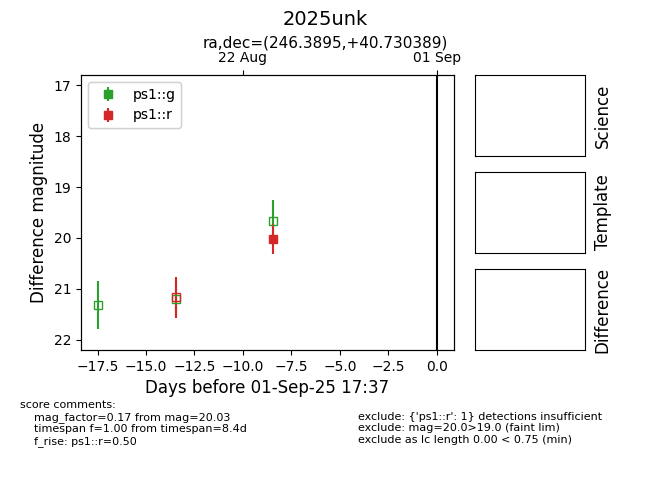 2025unk
ra,dec=(246.3895,+40.730389)
22 Aug
01 Sep
ps1::g
ps1::r
17
18
19
20
21
22
Difference magnitude
−17.5
−15.0
−12.5
−10.0
−7.5
−5.0
−2.5
0.0
Days before 01-Sep-25 17:37
Science
Template
Difference
score comments:
mag_factor=0.17 from mag=20.03
timespan f=1.00 from timespan=8.4d
f_rise: ps1::r=0.50
exclude: {'ps1::r': 1} detections insufficient
exclude: mag=20.0>19.0 (faint lim)
exclude as lc length 0.00 < 0.75 (min)